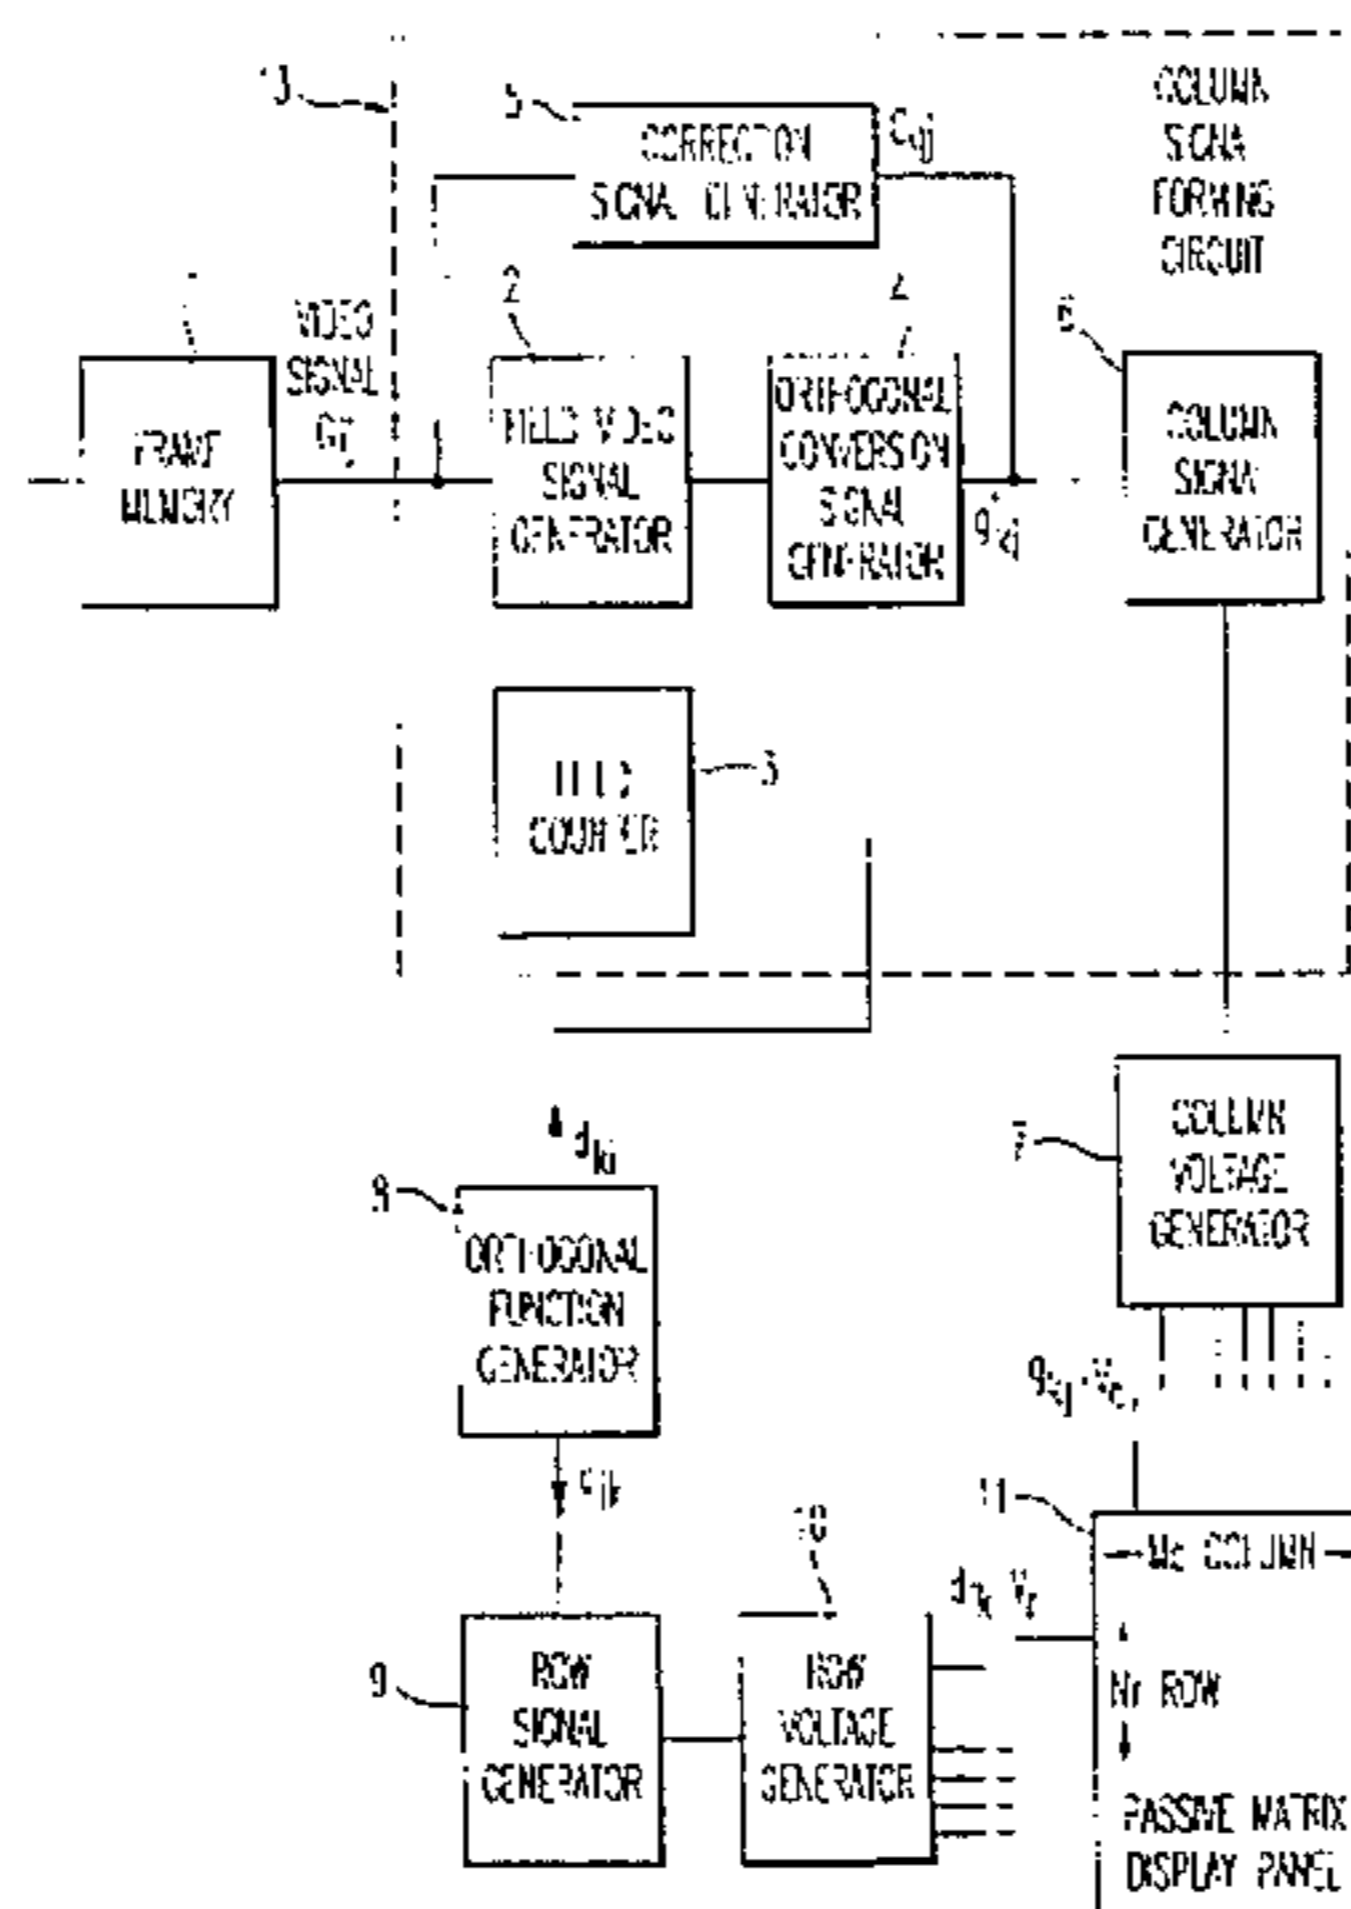 13
5
CORRECTION
SIGNAL GENERATOR
COLUMN
SIGNAL
FORMING
CIRCUIT
VIDEO
SIGNAL
2
4
6
FRAME
MEMORY
FIELD VIDEO
SIGNAL
GENERATOR
ORTHOGONAL
CONVERSION
SIGNAL
GENERATOR
COLUMN
SIGNAL
GENERATOR
FIELD
COUNTER
3
7
COLUMN
VOLTAGE
GENERATOR
dki
8
ORTHOGONAL
FUNCTION
GENERATOR
10
11
Mc COLUMN
9
ROW
SIGNAL
GENERATOR
ROW
VOLTAGE
GENERATOR
Nr ROW
PASSIVE MATRIX
DISPLAY PANEL